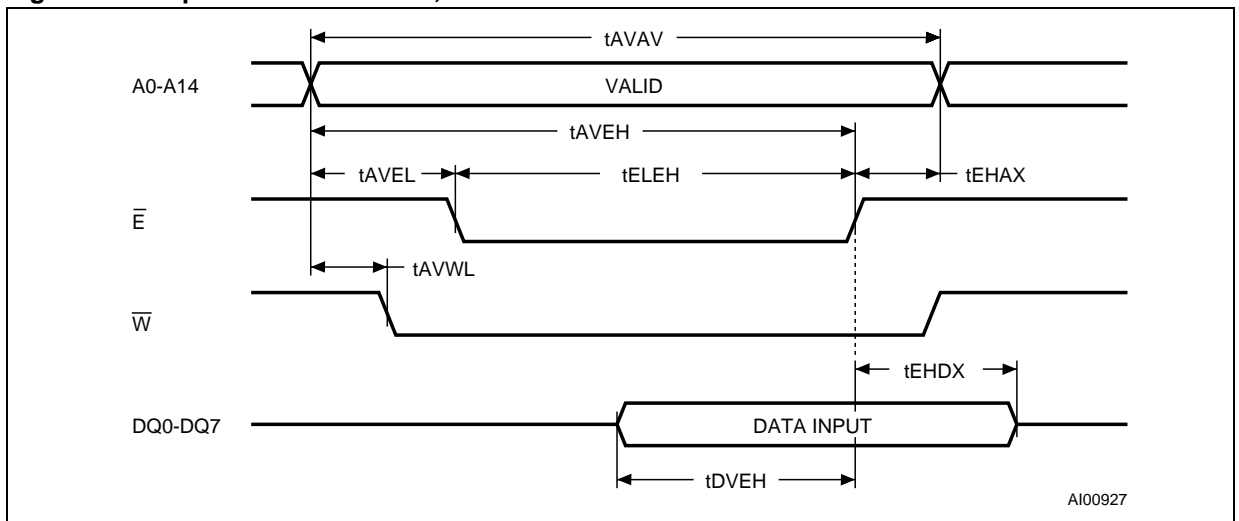 tAVAV
A0-A14
VALID
tAVEH
tAVEL
tELEH
tEHAX
E̅
tAVWL
W̅
tEHDX
DQ0-DQ7
DATA INPUT
tDVEH
AI00927